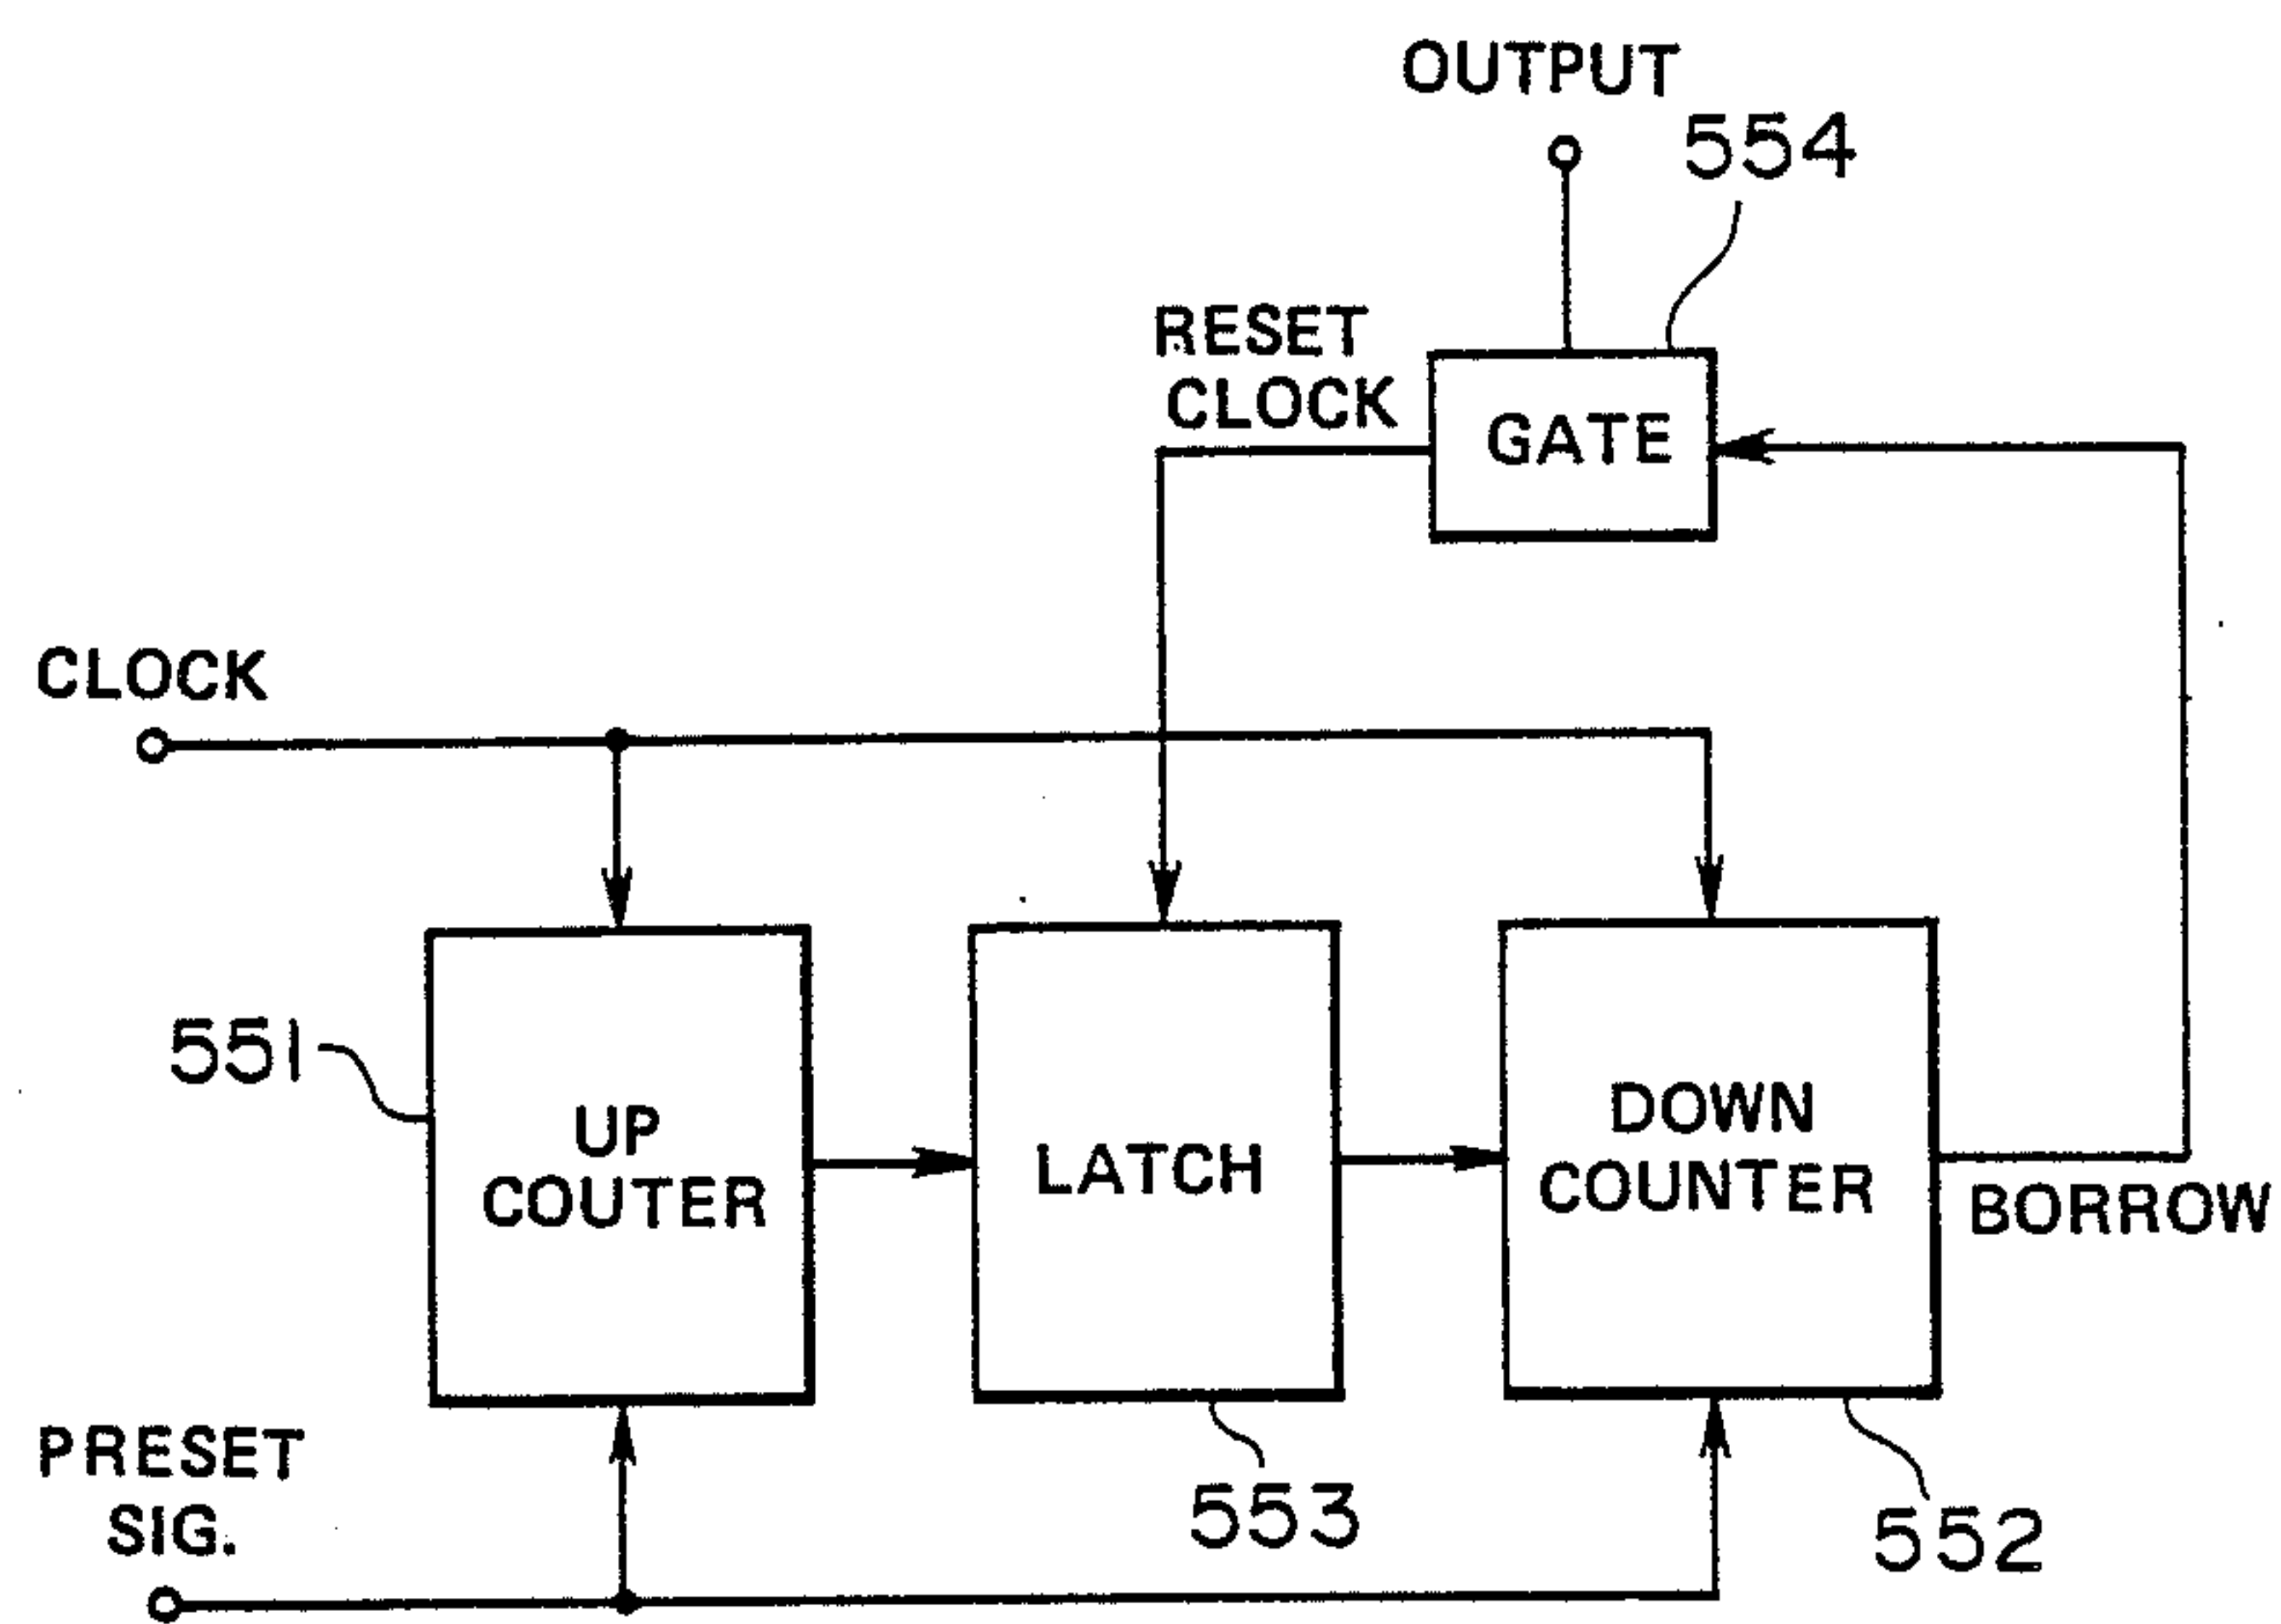 OUTPUT
554
RESET
CLOCK
GATE
CLOCK
551
UP
COUTER
LATCH
DOWN
COUNTER
BORROW
PRESET
SIG.
553
552